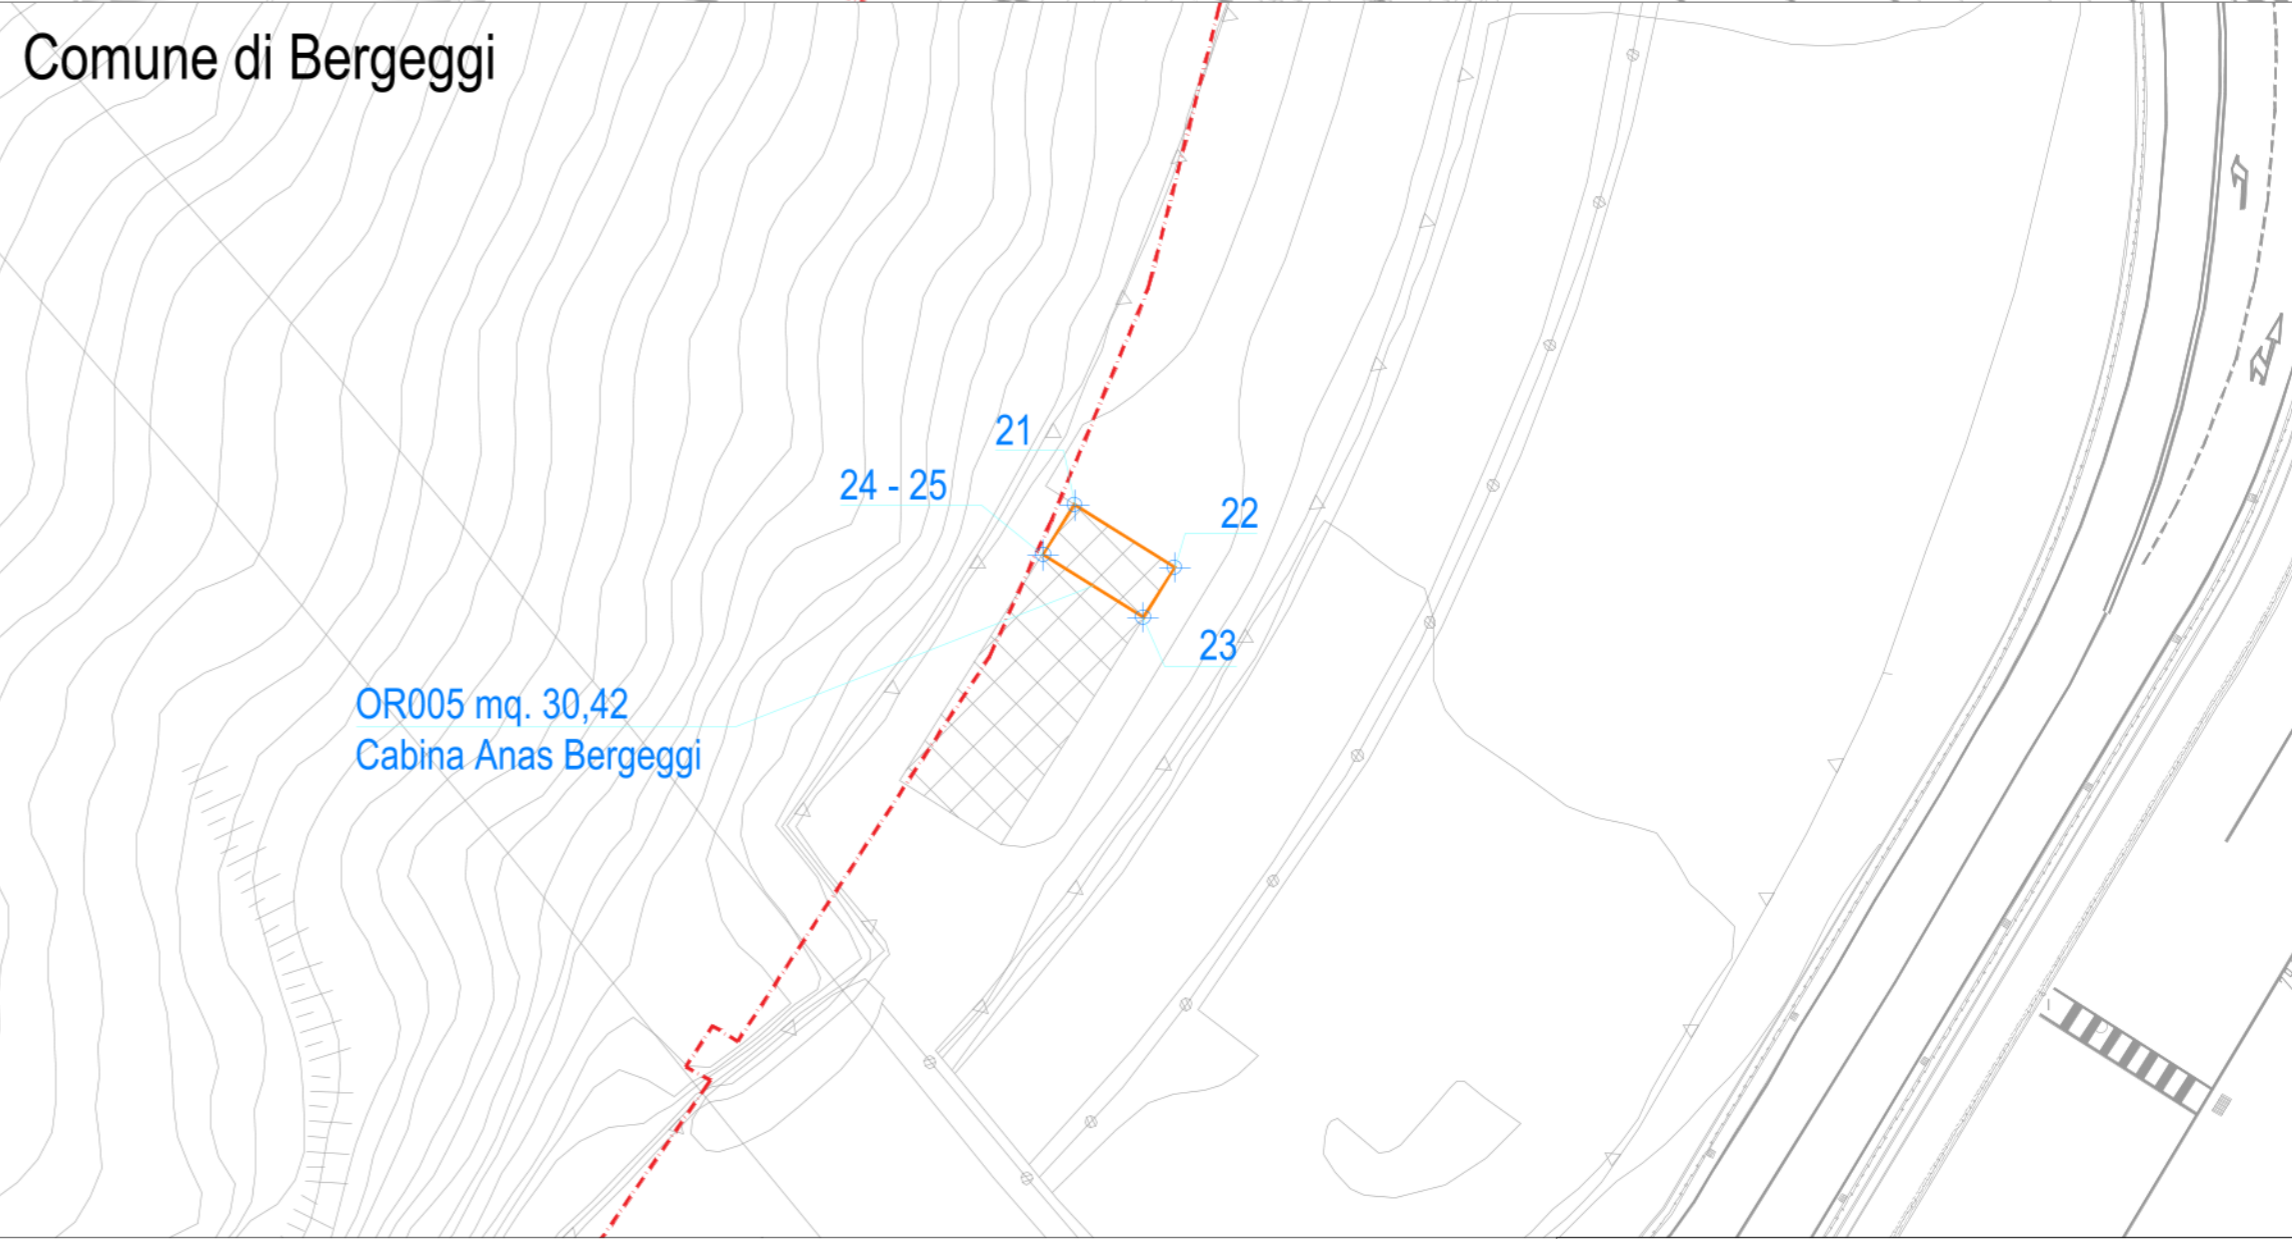 Comune di Bergeggi
21
24 - 25
22
23
OR005 mq. 30,42
Cabina Anas Bergeggi